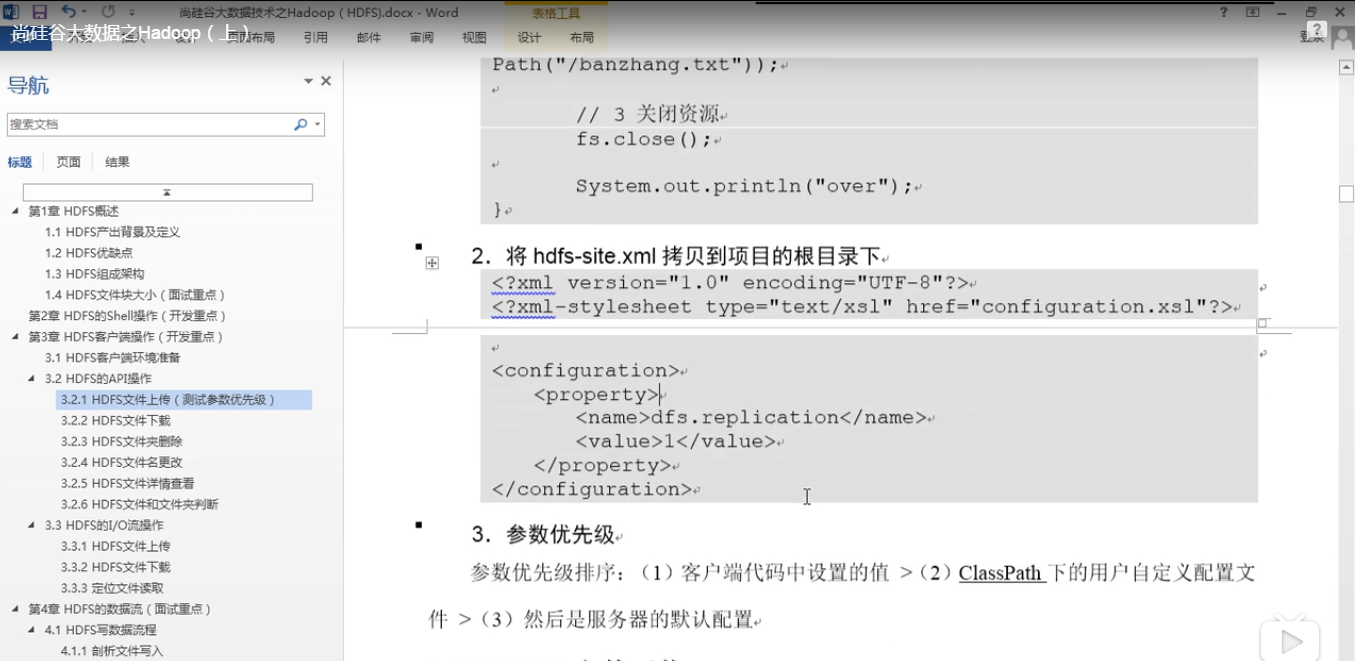 尚硅谷大数据技术之Hadoop（HDFS).docx - Word
表格工具
尚硅谷大数据之Hadoop（上）
页面布局 引用 邮件 审阅 视图 设计 布局
登录
导航
搜索文档
标题 页面 结果
第1章 HDFS概述
1.1 HDFS产出背景及定义
1.2 HDFS优缺点
1.3 HDFS组成架构
1.4 HDFS文件块大小（面试重点）
第2章 HDFS的Shell操作（开发重点）
第3章 HDFS客户端操作（开发重点）
3.1 HDFS客户端环境准备
3.2 HDFS的API操作
3.2.1 HDFS文件上传（测试参数优先级）
3.2.2 HDFS文件下载
3.2.3 HDFS文件夹删除
3.2.4 HDFS文件名更改
3.2.5 HDFS文件详情查看
3.2.6 HDFS文件和文件夹判断
3.3 HDFS的I/O流操作
3.3.1 HDFS文件上传
3.3.2 HDFS文件下载
3.3.3 定位文件读取
第4章 HDFS的数据流（面试重点）
4.1 HDFS写数据流程
4.1.1 剖析文件写入
Path("/banzhang.txt"));
// 3 关闭资源
fs.close();
System.out.println("over");
}
2．将 hdfs-site.xml 拷贝到项目的根目录下
<?xml version="1.0" encoding="UTF-8"?>
<?xml-stylesheet type="text/xsl" href="configuration.xsl"?>
<configuration>
<property>
<name>dfs.replication</name>
<value>1</value>
</property>
</configuration>
3．参数优先级
参数优先级排序：（1）客户端代码中设置的值 >（2）ClassPath 下的用户自定义配置文
件 >（3）然后是服务器的默认配置